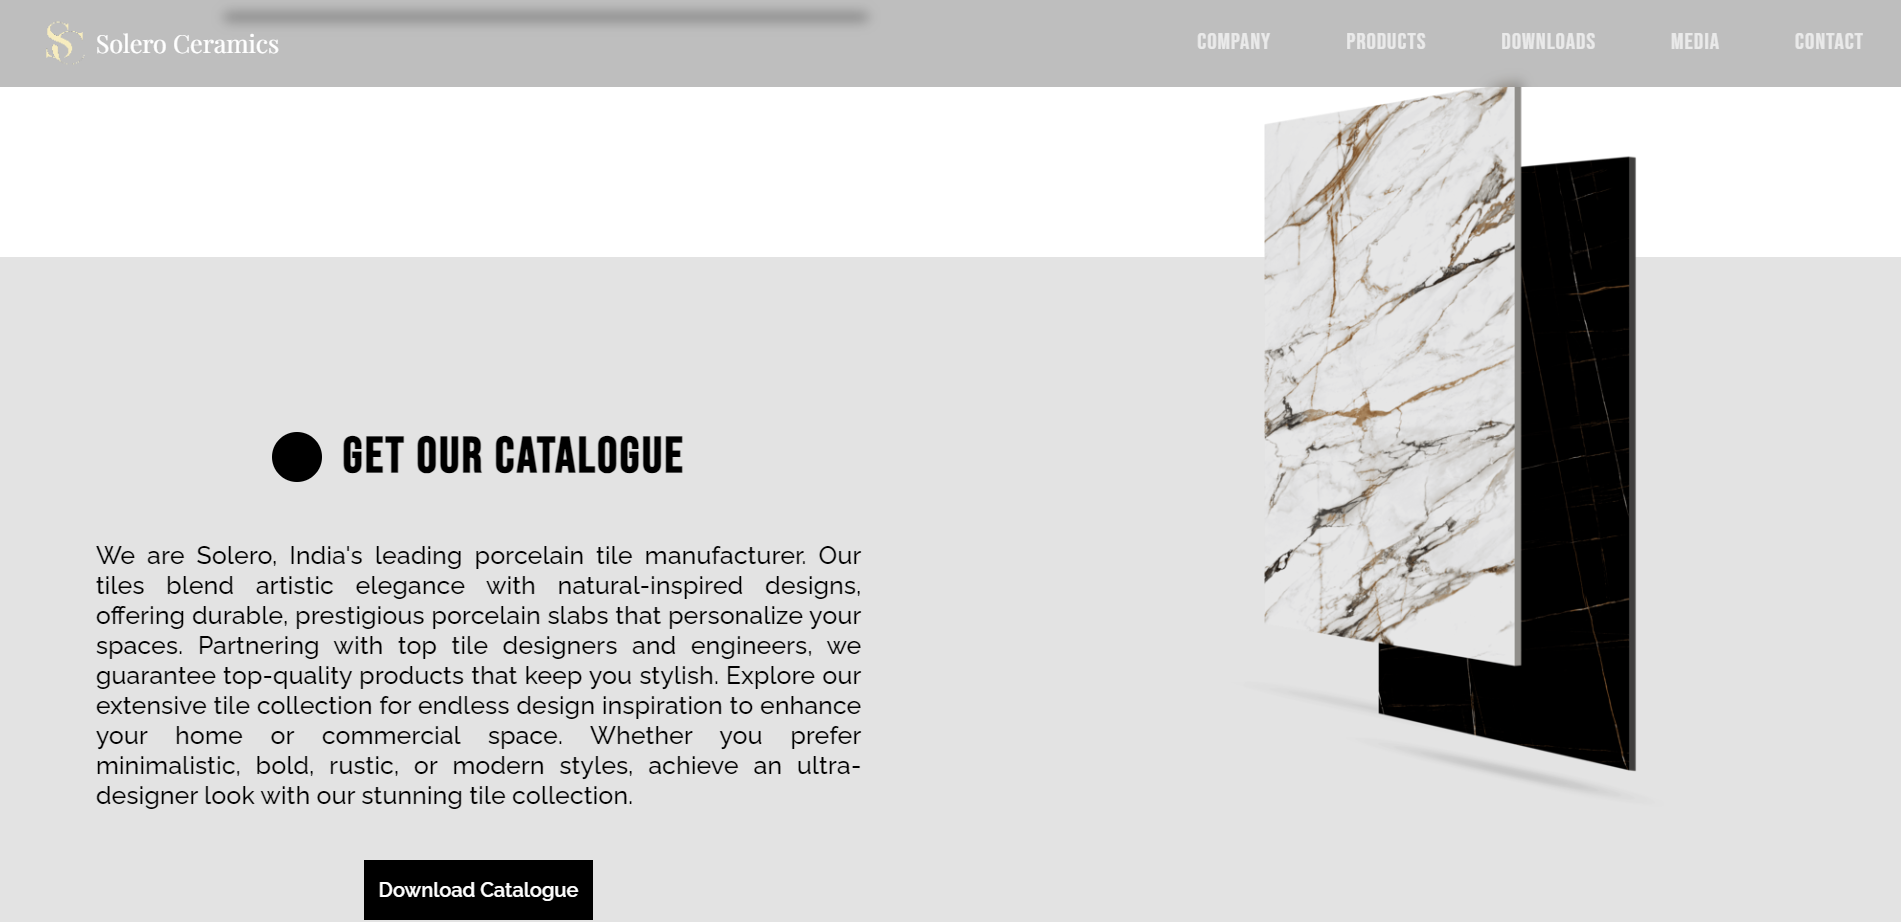 Solero Ceramics
COMPANY PRODUCTS DOWNLOADS MEDIA CONTACT
GET OUR CATALOGUE
We are Solero, India's leading porcelain tile manufacturer. Our
tiles blend artistic elegance with natural-inspired designs,
offering durable, prestigious porcelain slabs that personalize your
spaces. Partnering with top tile designers and engineers, we
guarantee top-quality products that keep you stylish. Explore our
extensive tile collection for endless design inspiration to enhance
your home or commercial space. Whether you prefer
minimalistic, bold, rustic, or modern styles, achieve an ultra-
designer look with our stunning tile collection.
Download Catalogue